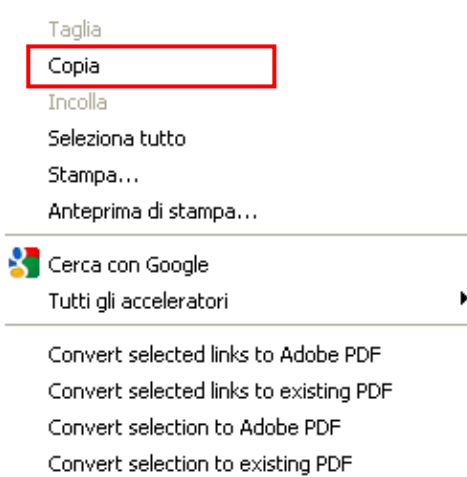 Taglia
Copia
Incolla
Seleziona tutto
Stampa...
Anteprima di stampa...
Cerca con Google
Tutti gli acceleratori
Convert selected links to Adobe PDF
Convert selected links to existing PDF
Convert selection to Adobe PDF
Convert selection to existing PDF